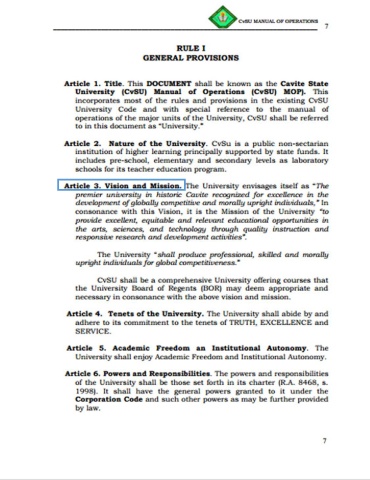 CvSU MANUAL OF OPERATIONS
7
RULE I
GENERAL PROVISIONS
Article 1. Title. This DOCUMENT shall be known as the Cavite State
University (CvSU) Manual of Operations (CvSU) MOP). This
incorporates most of the rules and provisions in the existing CvSU
University Code and with special reference to the manual of
operations of the major units of the University, CvSU shall be referred
to in this document as "University."
Article 2. Nature of the University. CvSu is a public non-sectarian
institution of higher learning principally supported by state funds. It
includes pre-school, elementary and secondary levels as laboratory
schools for its teacher education program.
Article 3. Vision and Mission. The University envisages itself as "The
premier university in historic Cavite recognized for excellence in the
development of globally competitive and morally upright individuals," In
consonance with this Vision, it is the Mission of the University "to
provide excellent, equitable and relevant educational opportunities in
the arts, sciences, and technology through quality instruction and
responsive research and development activities".
The University "shall produce professional, skilled and morally
upright individuals for global competitiveness."
CvSU shall be a comprehensive University offering courses that
the University Board of Regents (BOR) may deem appropriate and
necessary in consonance with the above vision and mission.
Article 4. Tenets of the University. The University shall abide by and
adhere to its commitment to the tenets of TRUTH, EXCELLENCE and
SERVICE.
Article 5. Academic Freedom an Institutional Autonomy. The
University shall enjoy Academic Freedom and Institutional Autonomy.
Article 6. Powers and Responsibilities. The powers and responsibilities
of the University shall be those set forth in its charter (R.A. 8468, s.
1998). It shall have the general powers granted to it under the
Corporation Code and such other powers as may be further provided
by law.
7